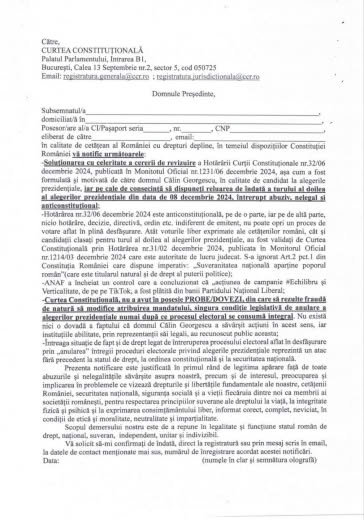 Către,
CURTEA CONSTITUȚIONALĂ
Palatul Parlamentului, Intrarea B1,
București, Calea 13 Septembrie nr.2, sector 5, cod 050725
Email: registratura.generala@ccr.ro ; registratura.jurisdictionala@ccr.ro
Domnule Președinte,
Subsemnatul/a
domiciliat/ă în
Posesor/are al/a CI/Pașaport seria______, nr.________, CNP
eliberat de către__________, email:
în calitate de cetățean al României cu drepturi depline, în temeiul dispozițiilor Constituției
României vă notific următoarele:
-Soluționarea cu celeritate a cererii de revizuire a Hotărârii Curții Constituționale nr.32/06
decembrie 2024, publicată în Monitorul Oficial nr.1231/06 decembrie 2024, așa cum a fost
formulată și motivată de către domnul Călin Georgescu, în calitate de candidat la alegerile
prezidențiale, iar pe cale de consecință să dispuneți reluarea de îndată a turului al doilea
al alegerilor prezidențiale din data de 08 decembrie 2024, întrerupt abuziv, nelegal și
anticonstituțional;
-Hotărârea nr.32/06 decembrie 2024 este anticonstituțională, pe de o parte, iar pe de altă parte,
nicio hotărâre, decizie, directivă, ordin etc. indiferent de emitent, nu poate opri un proces de
votare aflat în plină desfășurare. Atât voturile liber exprimate ale cetățenilor români, cât și
candidații clasați pentru turul al doilea al alegerilor prezidențiale, au fost validați de Curtea
Constituțională prin Hotărârea nr.31/02 decembrie 2024, publicata în Monitorul Oficial
nr.1214/03 decembrie 2024 care este autoritate de lucru judecat. S-a ignorat Art.2 pct.1 din
Constituția României care dispune imperativ: „Suveranitatea națională aparține poporul
român"(care este titularul naturii și de drept al puterii politice);
-ANAF a încheiat un control care a concluzionat că „acțiunea de campanie #Echilibru și
Verticalitate, de pe pe TikTok, a fost plătită din banii Partidului Național Liberal;
-Curtea Constituțională, nu a avut în posesie PROBE/DOVEZI, din care să rezulte fraudă
de natură să modifice atribuirea mandatului, singura condiție legislativă de anulare a
alegerilor prezidențiale numai după ce procesul electoral se consumă integral. Nu există
nici o dovadă a faptului că domnul Călin Georgescu a săvârșit acțiuni în acest sens, iar
instituțiile abilitate, prin reprezentanții săi legali, au recunoscut public aceasta;
-Întreaga situație de fapt și de drept legat de întreruperea procesului electoral aflat în desfășurare
prin „anularea" întregii proceduri electorale privind alegerile prezidențiale reprezintă un atac
fără precedent la statul de drept, la ordinea constituțională și la securitatea națională.
Prezenta notificare este justificată în primul rând de legitima apărare față de toate
abuzurile și nelegalitățile săvârșite asupra noastră, precum și de interesul, preocuparea și
implicarea în problemele ce vizează drepturile și libertățile fundamentale ale noastre, cetățenii
României, securitatea națională, siguranța socială și a vieții fiecăruia dintre noi ca membrii ai
societății românești, pentru respectarea principiilor suverane ale dreptului la viață, la integritate
fizică și psihică și la exprimarea consimțământului liber, informat corect, complet, neviciat, în
condiții de etică și moralitate, neutralitate și imparțialitate.
Scopul demersului nostru este de a repune în legalitate și funcțiune statul român de
drept, național, suveran, independent, unitar și indivizibil.
Vă solicit să-mi confirmați de îndată, direct la registratură sau prin mesaj scris în email,
la datele de contact menționate mai sus, numărul de înregistrare acordat acestei notificări.
Data: (numele în clar și semnătura olografă)